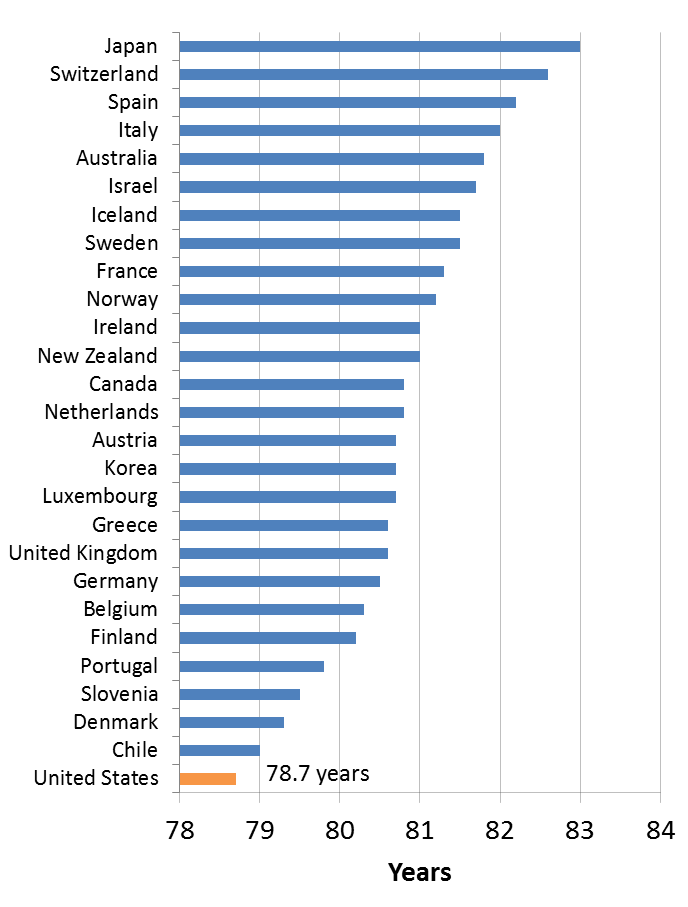 Japan
Switzerland
Spain
Italy
Australia
Israel
Iceland
Sweden
France
Norway
Ireland
New Zealand
Canada
Netherlands
Austria
Korea
Luxembourg
Greece
United Kingdom
Germany
Belgium
Finland
Portugal
Slovenia
Denmark
Chile
United States 78.7 years
78 79 80 81 82 83 84
Years